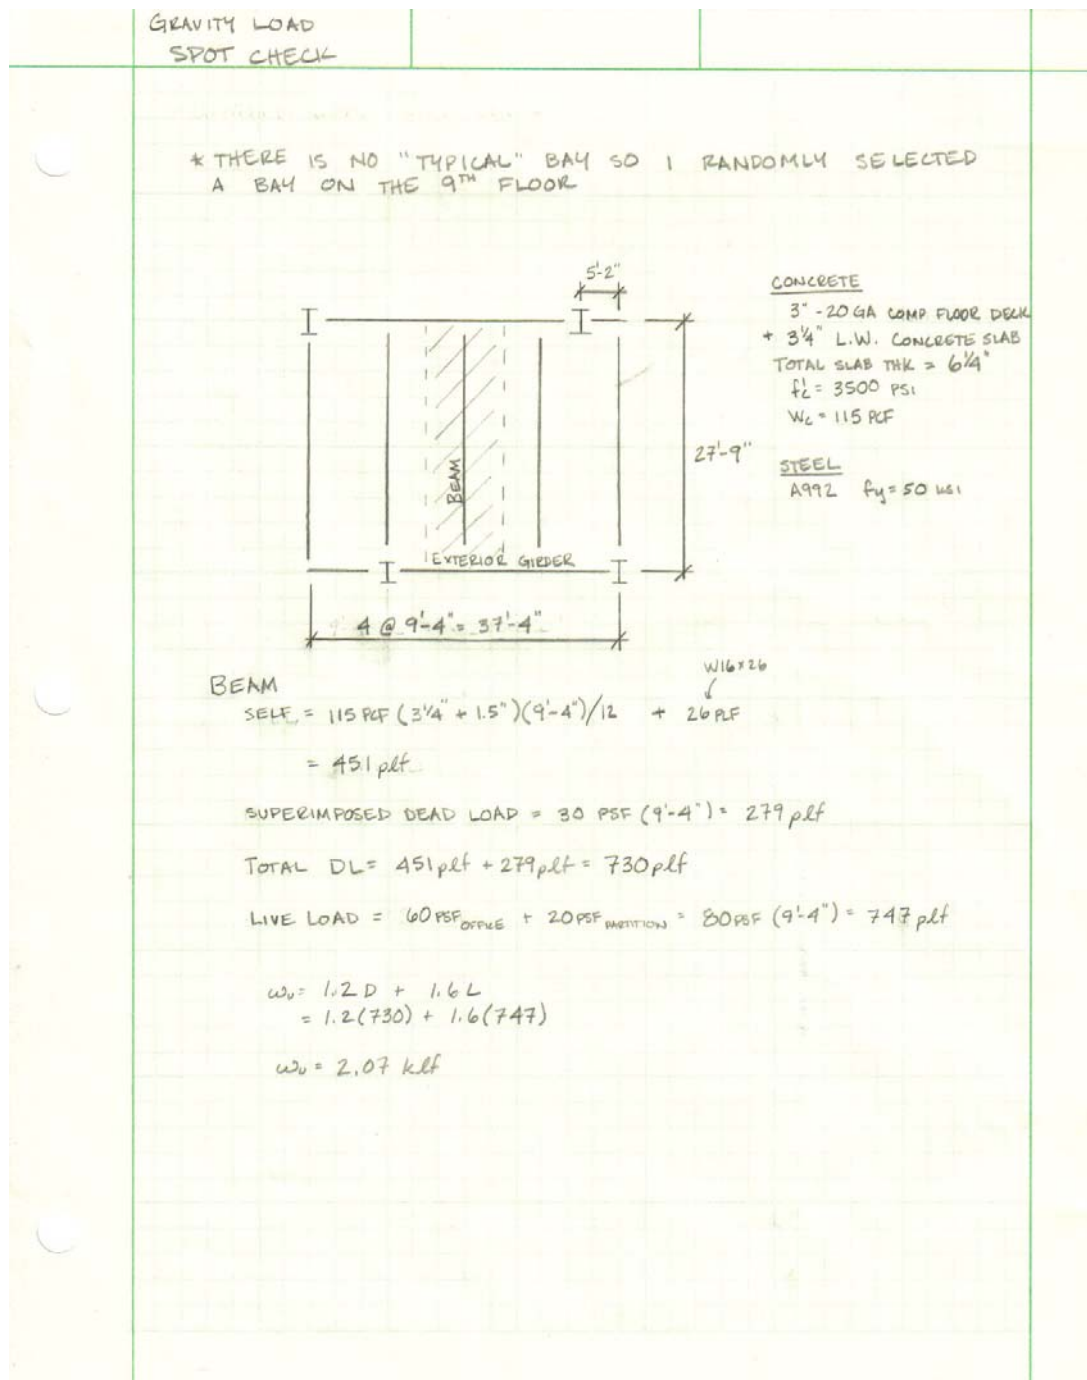 GRAVITY LOAD
SPOT CHECK
* THERE IS NO "TYPICAL" BAY SO I RANDOMLY SELECTED
A BAY ON THE 9TH FLOOR
5'-2"
CONCRETE
3" - 20 GA COMP FLOOR DECK
+ 3 1/4" L.W. CONCRETE SLAB
TOTAL SLAB THK = 6 1/4"
f'c = 3500 PSI
Wc = 115 PCF
27'-9"
STEEL
A992 fy = 50 KSI
BEAM
EXTERIOR GIRDER
4 @ 9'-4" = 37'-4"
W16x26
BEAM
SELF = 115 PCF (3 1/4" + 1.5")(9'-4")/12 + 26 PLF
= 451 plf
SUPERIMPOSED DEAD LOAD = 30 PSF (9'-4") = 279 plf
TOTAL DL = 451 plf + 279 plf = 730 plf
LIVE LOAD = 60 PSF OFFICE + 20 PSF PARTITION = 80 PSF (9'-4") = 747 plf
ωu = 1.2 D + 1.6 L
= 1.2(730) + 1.6(747)
ωu = 2.07 klf